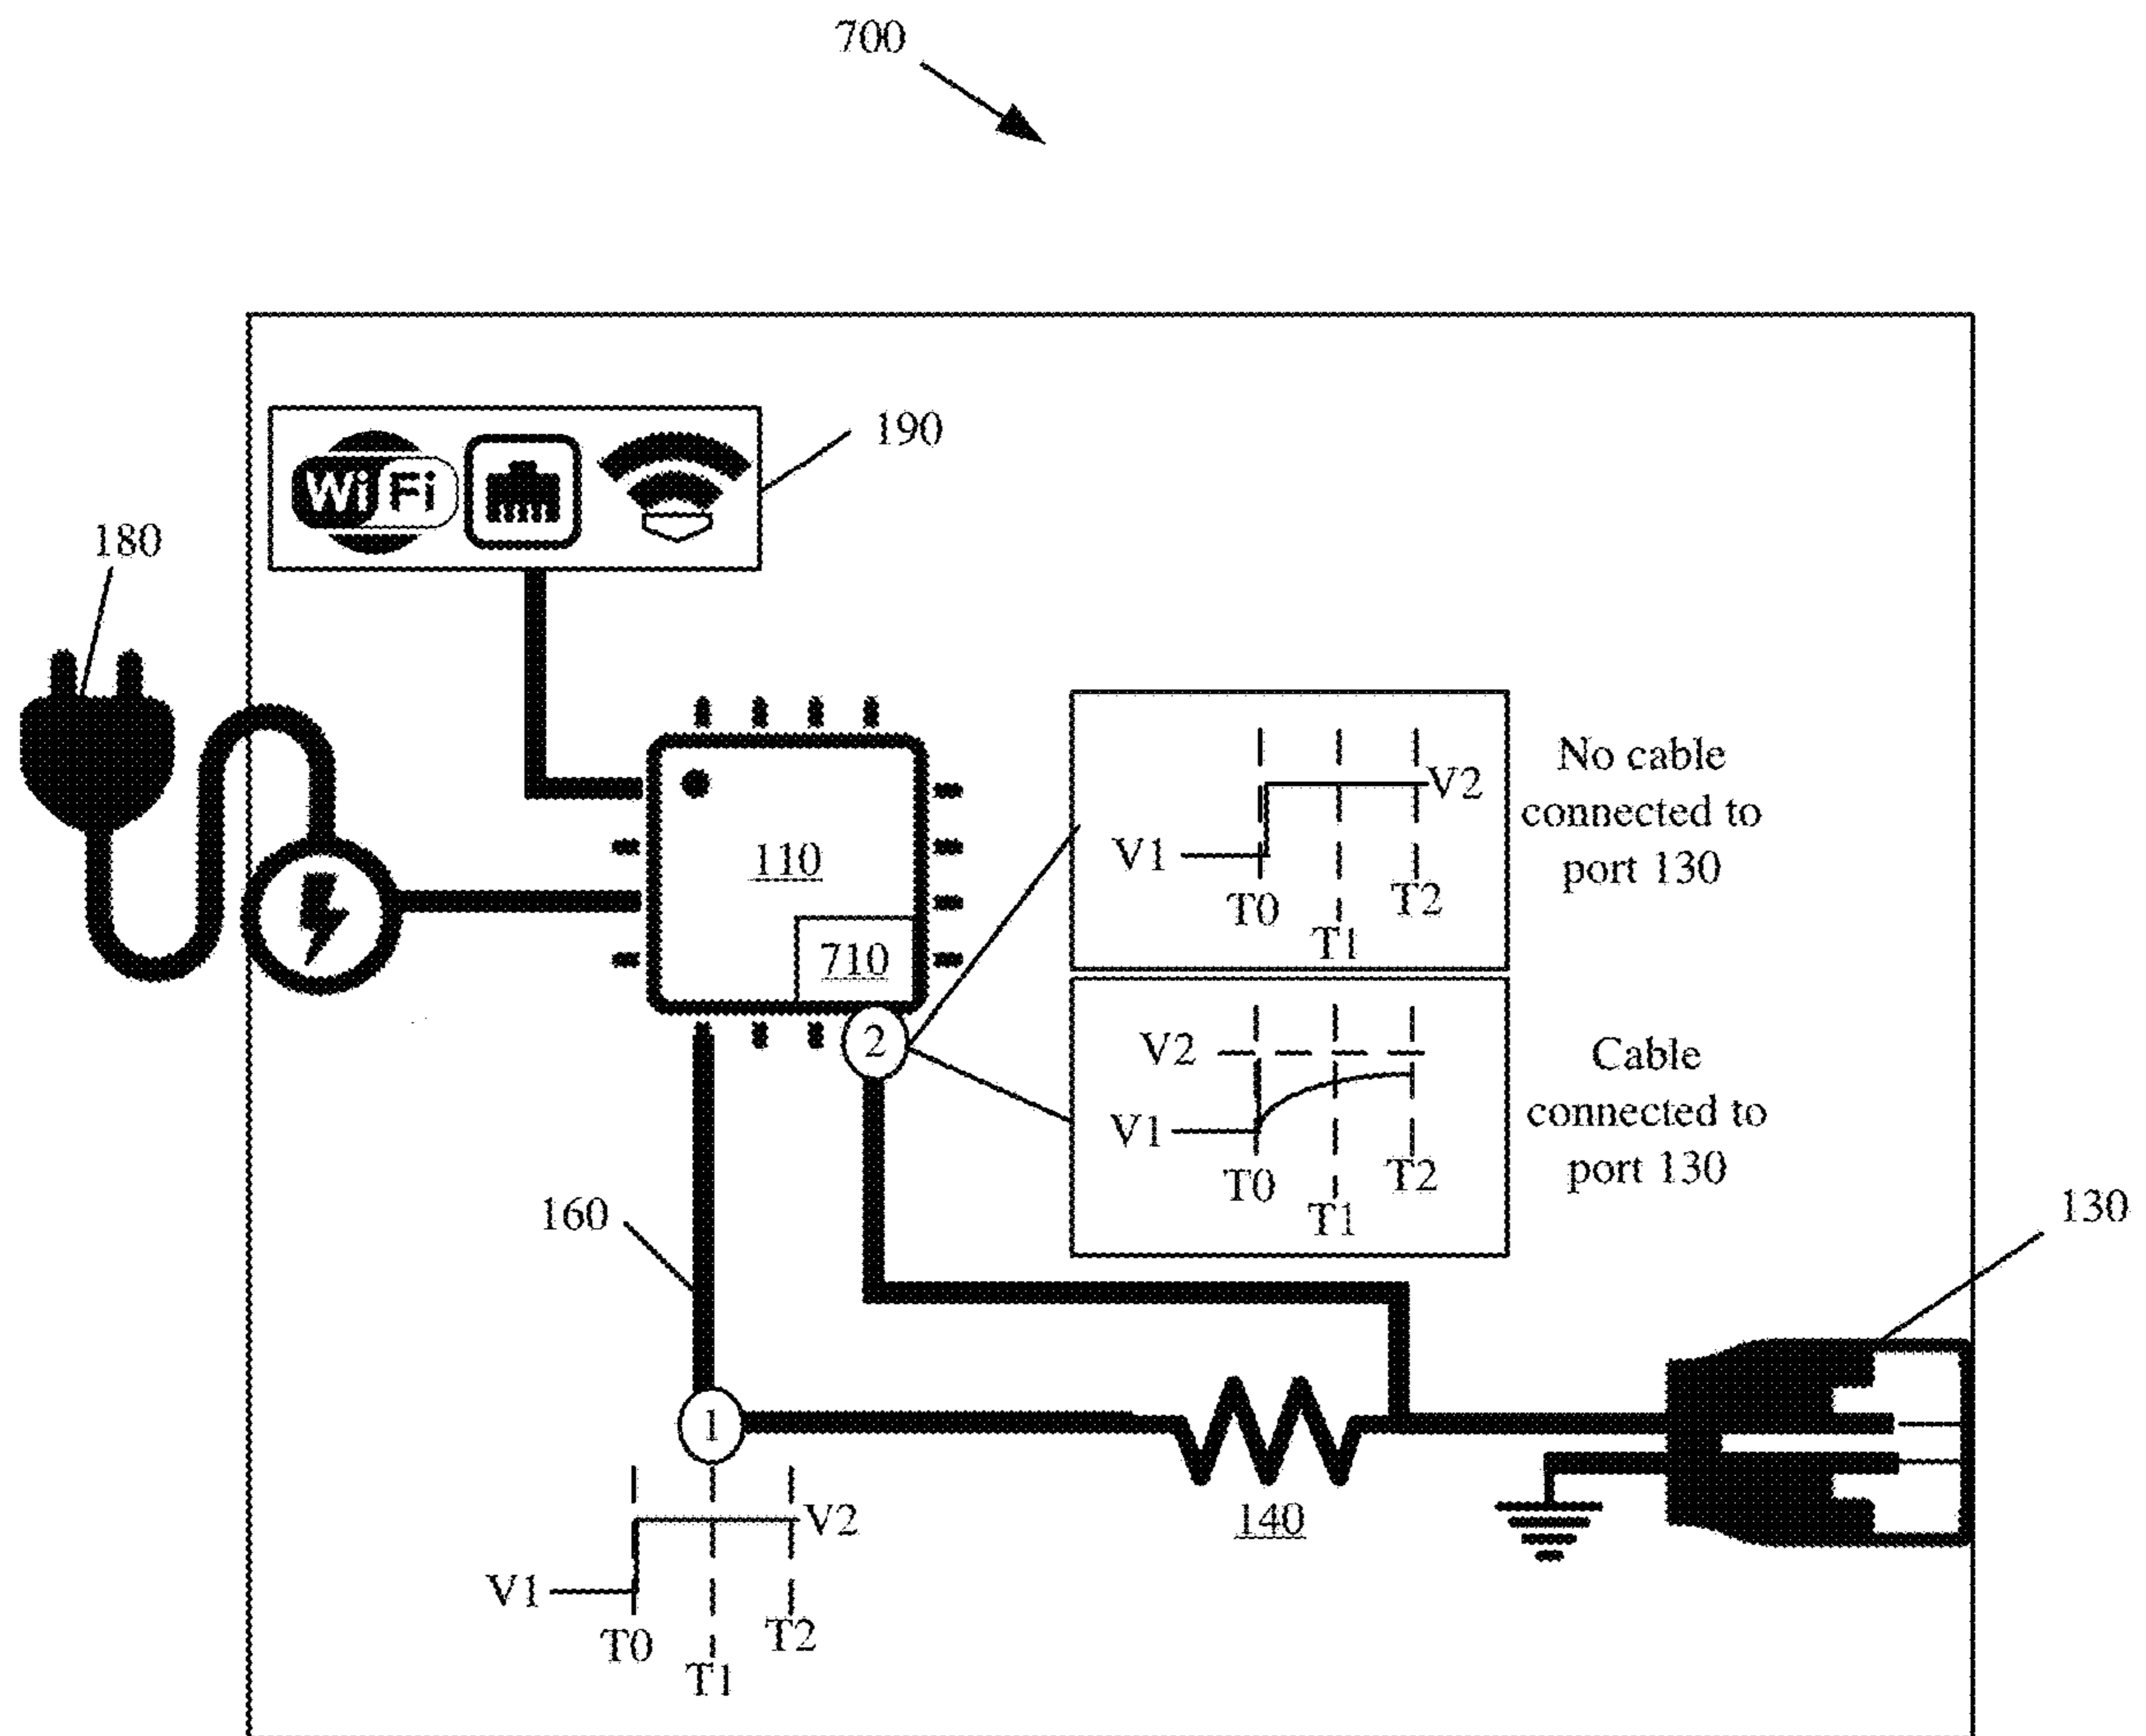 700
190
WiFi
180
110
710
2
V1
V2
T0
T1
T2
No cable
connected to
port 130
V2
V1
T0
T1
T2
Cable
connected to
port 130
160
130
1
140
V1
V2
T0
T1
T2